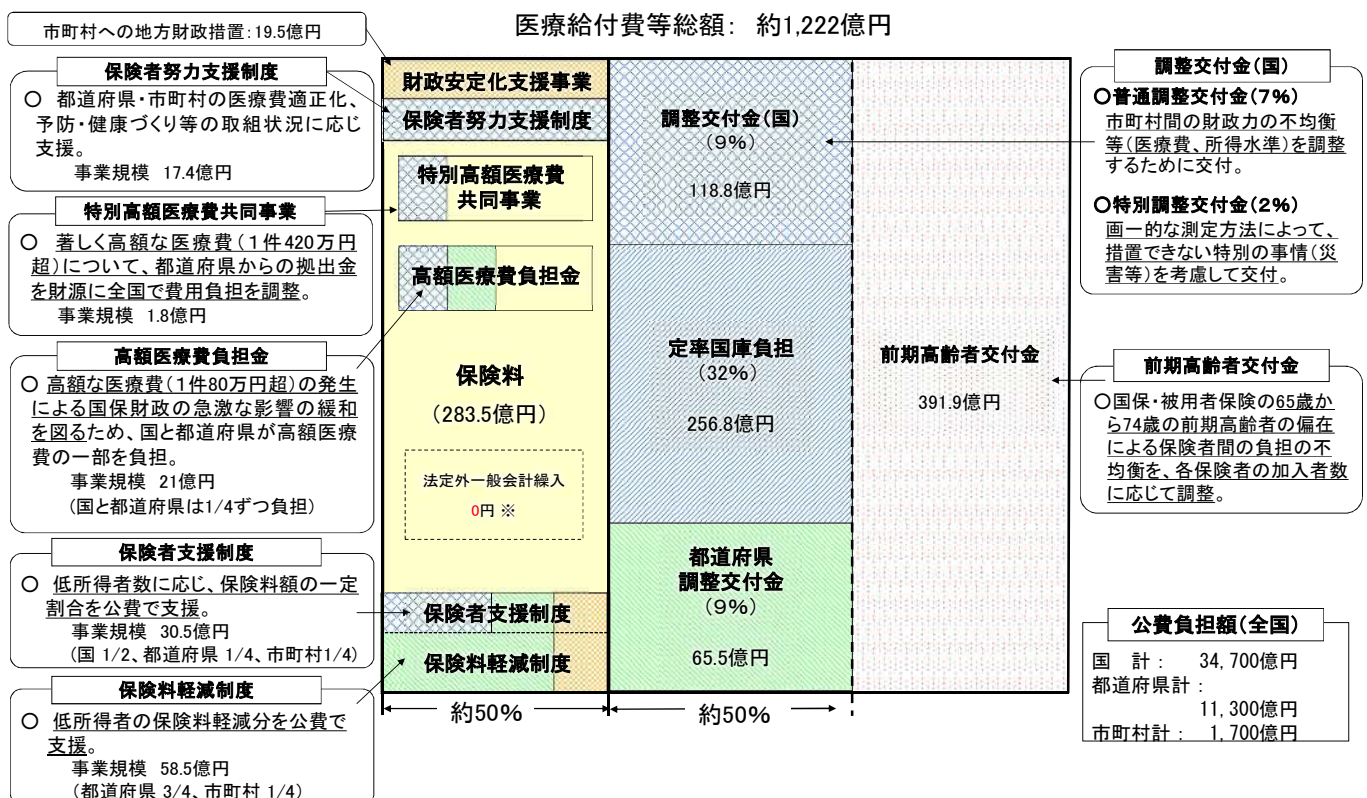 医療給付費等総額： 約1,222億円
市町村への地方財政措置：19.5億円
保険者努力支援制度
○ 都道府県・市町村の医療費適正化、
予防・健康づくり等の取組状況に応じ
支援。
事業規模 17.4億円
特別高額医療費共同事業
○ 著しく高額な医療費（１件420万円
超）について、都道府県からの拠出金
を財源に全国で費用負担を調整。
事業規模 1.8億円
高額医療費負担金
○ 高額な医療費（１件80万円超）の発生
による国保財政の急激な影響の緩和
を図るため、国と都道府県が高額医療
費の一部を負担。
事業規模 21億円
（国と都道府県は1/4ずつ負担）
保険者支援制度
○ 低所得者数に応じ、保険料額の一定
割合を公費で支援。
事業規模 30.5億円
（国 1/2、都道府県 1/4、市町村1/4）
保険料軽減制度
○ 低所得者の保険料軽減分を公費で
支援。
事業規模 58.5億円
（都道府県 3/4、市町村 1/4）
財政安定化支援事業
保険者努力支援制度
特別高額医療費
共同事業
高額医療費負担金
保険料
（283.5億円）
法定外一般会計繰入
0円 ※
保険者支援制度
保険料軽減制度
約50%
調整交付金（国）
（9%）
118.8億円
定率国庫負担
（32%）
256.8億円
都道府県
調整交付金
（9%）
65.5億円
約50%
前期高齢者交付金
391.9億円
調整交付金（国）
○普通調整交付金（7%）
市町村間の財政力の不均衡
等（医療費、所得水準）を調整
するために交付。
○特別調整交付金（2%）
画一的な測定方法によって、
措置できない特別の事情（災
害等）を考慮して交付。
前期高齢者交付金
○国保・被用者保険の65歳か
ら74歳の前期高齢者の偏在
による保険者間の負担の不
均衡を、各保険者の加入者数
に応じて調整。
公費負担額（全国）
国 計： 34,700億円
都道府県計：
11,300億円
市町村計： 1,700億円